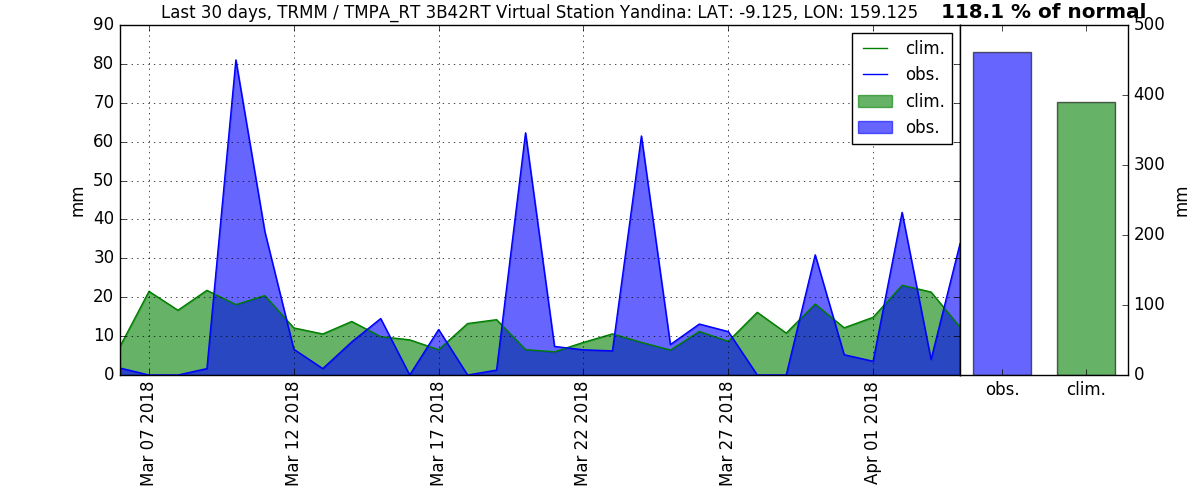 Last 30 days, TRMM / TMPA_RT 3B42RT Virtual Station Yandina: LAT: -9.125, LON: 159.125
118.1 % of normal
90
80
70
60
50
40
30
20
10
0
mm
clim.
obs.
clim.
obs.
Mar 07 2018
Mar 12 2018
Mar 17 2018
Mar 22 2018
Mar 27 2018
Apr 01 2018
500
400
300
200
100
0
mm
obs.
clim.